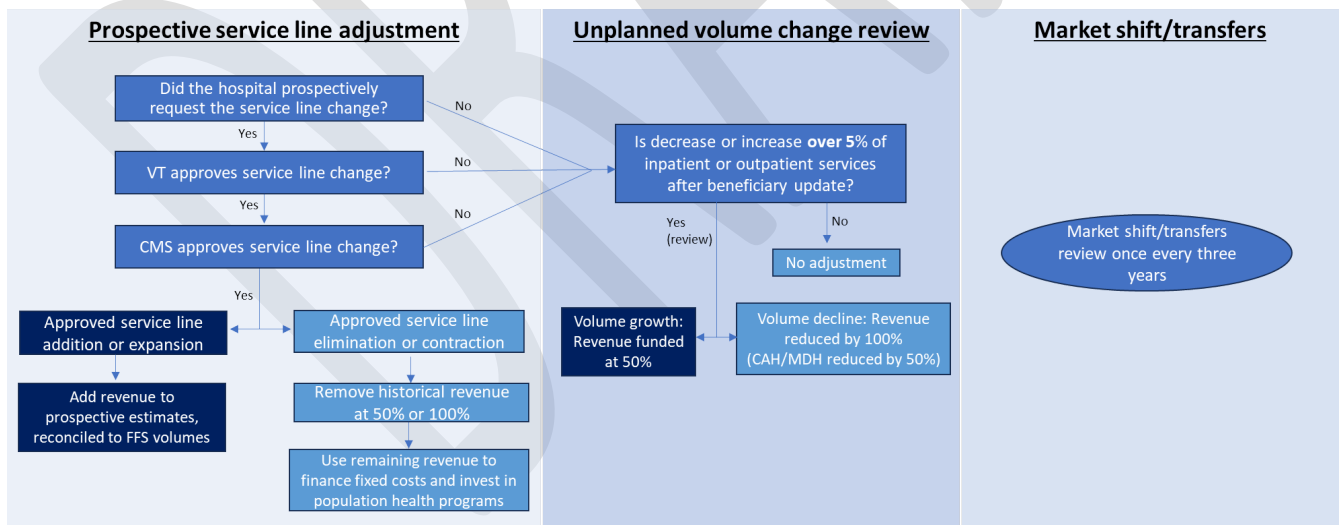 Prospective service line adjustment
Did the hospital prospectively
request the service line change?
No
Yes
VT approves service line change?
No
Yes
CMS approves service line change?
No
Yes
Approved service line
addition or expansion
Approved service line
elimination or contraction
Add revenue to
prospective estimates,
reconciled to FFS volumes
Remove historical revenue
at 50% or 100%
Use remaining revenue to
finance fixed costs and invest in
population health programs
Unplanned volume change review
Is decrease or increase over 5% of
inpatient or outpatient services
after beneficiary update?
Yes
(review)
No
No adjustment
Volume growth:
Revenue funded
at 50%
Volume decline: Revenue
reduced by 100%
(CAH/MDH reduced by 50%)
Market shift/transfers
Market shift/transfers
review once every three
years